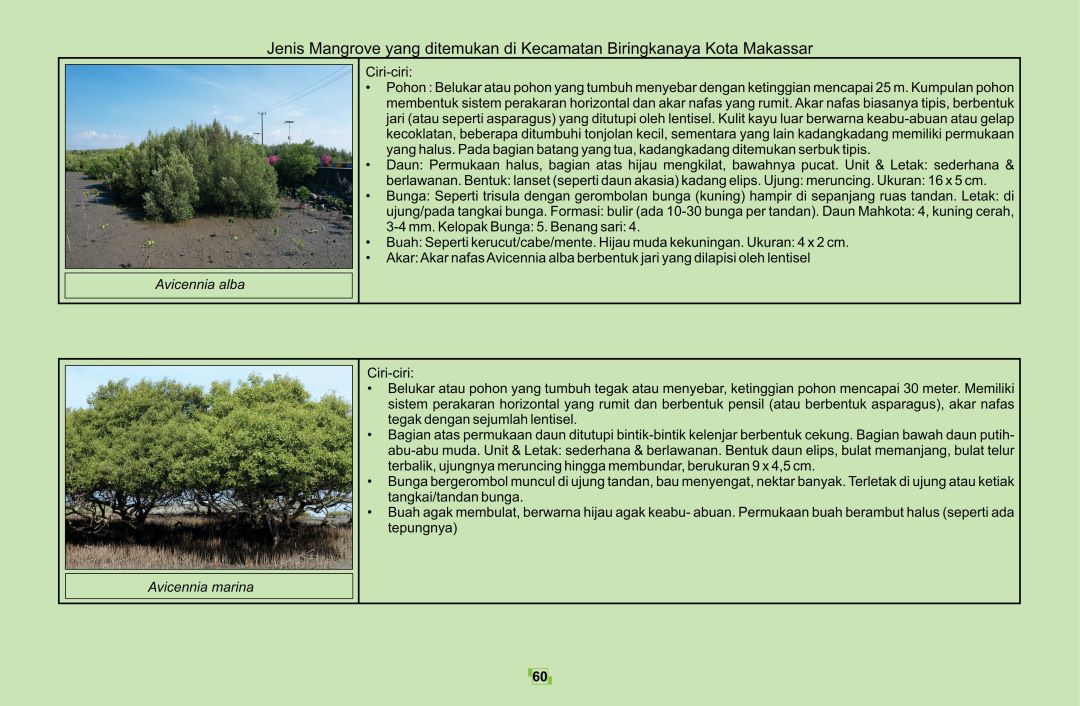 Jenis Mangrove yang ditemukan di Kecamatan Biringkanaya Kota Makassar
Ciri-ciri:
• Pohon : Belukar atau pohon yang tumbuh menyebar dengan ketinggian mencapai 25 m. Kumpulan pohon
membentuk sistem perakaran horizontal dan akar nafas yang rumit. Akar nafas biasanya tipis, berbentuk
jari (atau seperti asparagus) yang ditutupi oleh lentisel. Kulit kayu luar berwarna keabu-abuan atau gelap
kecoklatan, beberapa ditumbuhi tonjolan kecil, sementara yang lain kadangkadang memiliki permukaan
yang halus. Pada bagian batang yang tua, kadangkadang ditemukan serbuk tipis.
• Daun: Permukaan halus, bagian atas hijau mengkilat, bawahnya pucat. Unit & Letak: sederhana &
berlawanan. Bentuk: lanset (seperti daun akasia) kadang elips. Ujung: meruncing. Ukuran: 16 x 5 cm.
• Bunga: Seperti trisula dengan gerombolan bunga (kuning) hampir di sepanjang ruas tandan. Letak: di
ujung/pada tangkai bunga. Formasi: bulir (ada 10-30 bunga per tandan). Daun Mahkota: 4, kuning cerah,
3-4 mm. Kelopak Bunga: 5. Benang sari: 4.
• Buah: Seperti kerucut/cabe/mente. Hijau muda kekuningan. Ukuran: 4 x 2 cm.
• Akar: Akar nafas Avicennia alba berbentuk jari yang dilapisi oleh lentisel
Avicennia alba
Ciri-ciri:
• Belukar atau pohon yang tumbuh tegak atau menyebar, ketinggian pohon mencapai 30 meter. Memiliki
sistem perakaran horizontal yang rumit dan berbentuk pensil (atau berbentuk asparagus), akar nafas
tegak dengan sejumlah lentisel.
• Bagian atas permukaan daun ditutupi bintik-bintik kelenjar berbentuk cekung. Bagian bawah daun putih-
abu-abu muda. Unit & Letak: sederhana & berlawanan. Bentuk daun elips, bulat memanjang, bulat telur
terbalik, ujungnya meruncing hingga membundar, berukuran 9 x 4,5 cm.
• Bunga bergerombol muncul di ujung tandan, bau menyengat, nektar banyak. Terletak di ujung atau ketiak
tangkai/tandan bunga.
• Buah agak membulat, berwarna hijau agak keabu- abuan. Permukaan buah berambut halus (seperti ada
tepungnya)
Avicennia marina
60